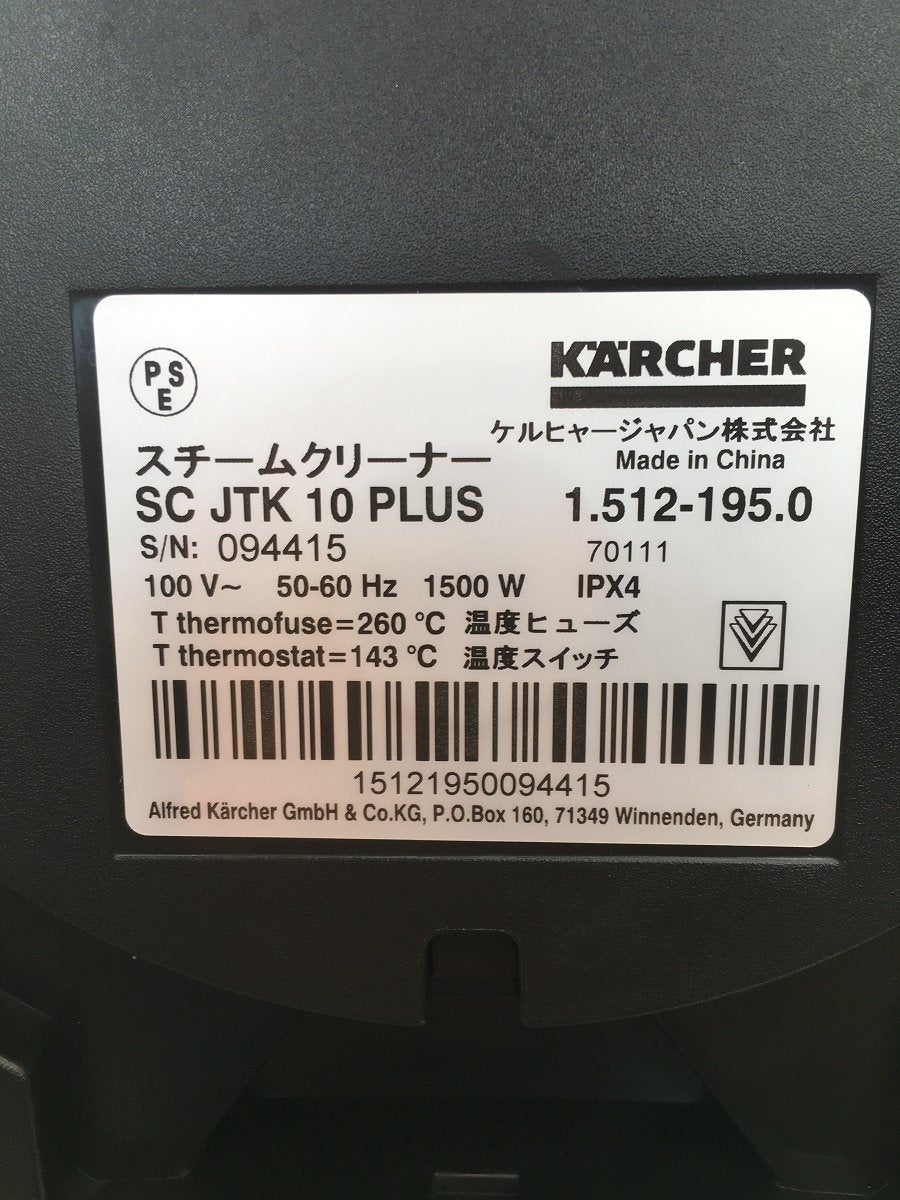 PSE
KÄRCHER
ケルヒャージャパン株式会社
スチームクリーナー
Made in China
SC JTK 10 PLUS 1.512-195.0
S/N: 094415 70111
100 V~ 50-60 Hz 1500 W IPX4
T thermofuse=260 °C 温度ヒューズ
T thermostat=143 °C 温度スイッチ
15121950094415
Alfred Kärcher GmbH & Co.KG, P.O.Box 160, 71349 Winnenden, Germany